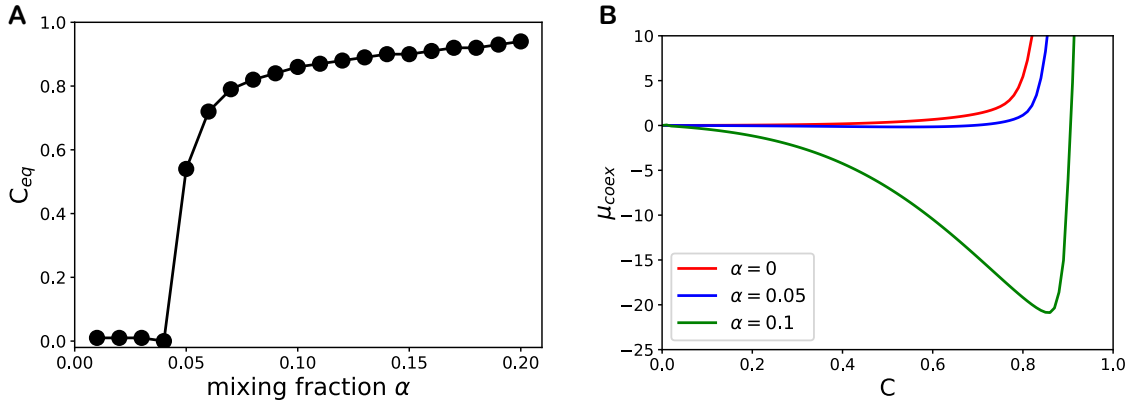 A
1.0
0.8
0.6
0.4
0.2
0.0
C_eq
0.00
0.05
0.10
0.15
0.20
mixing fraction α
B
10
5
0
−5
−10
−15
−20
−25
μ_coex
α = 0
α = 0.05
α = 0.1
0.0
0.2
0.4
0.6
0.8
1.0
C